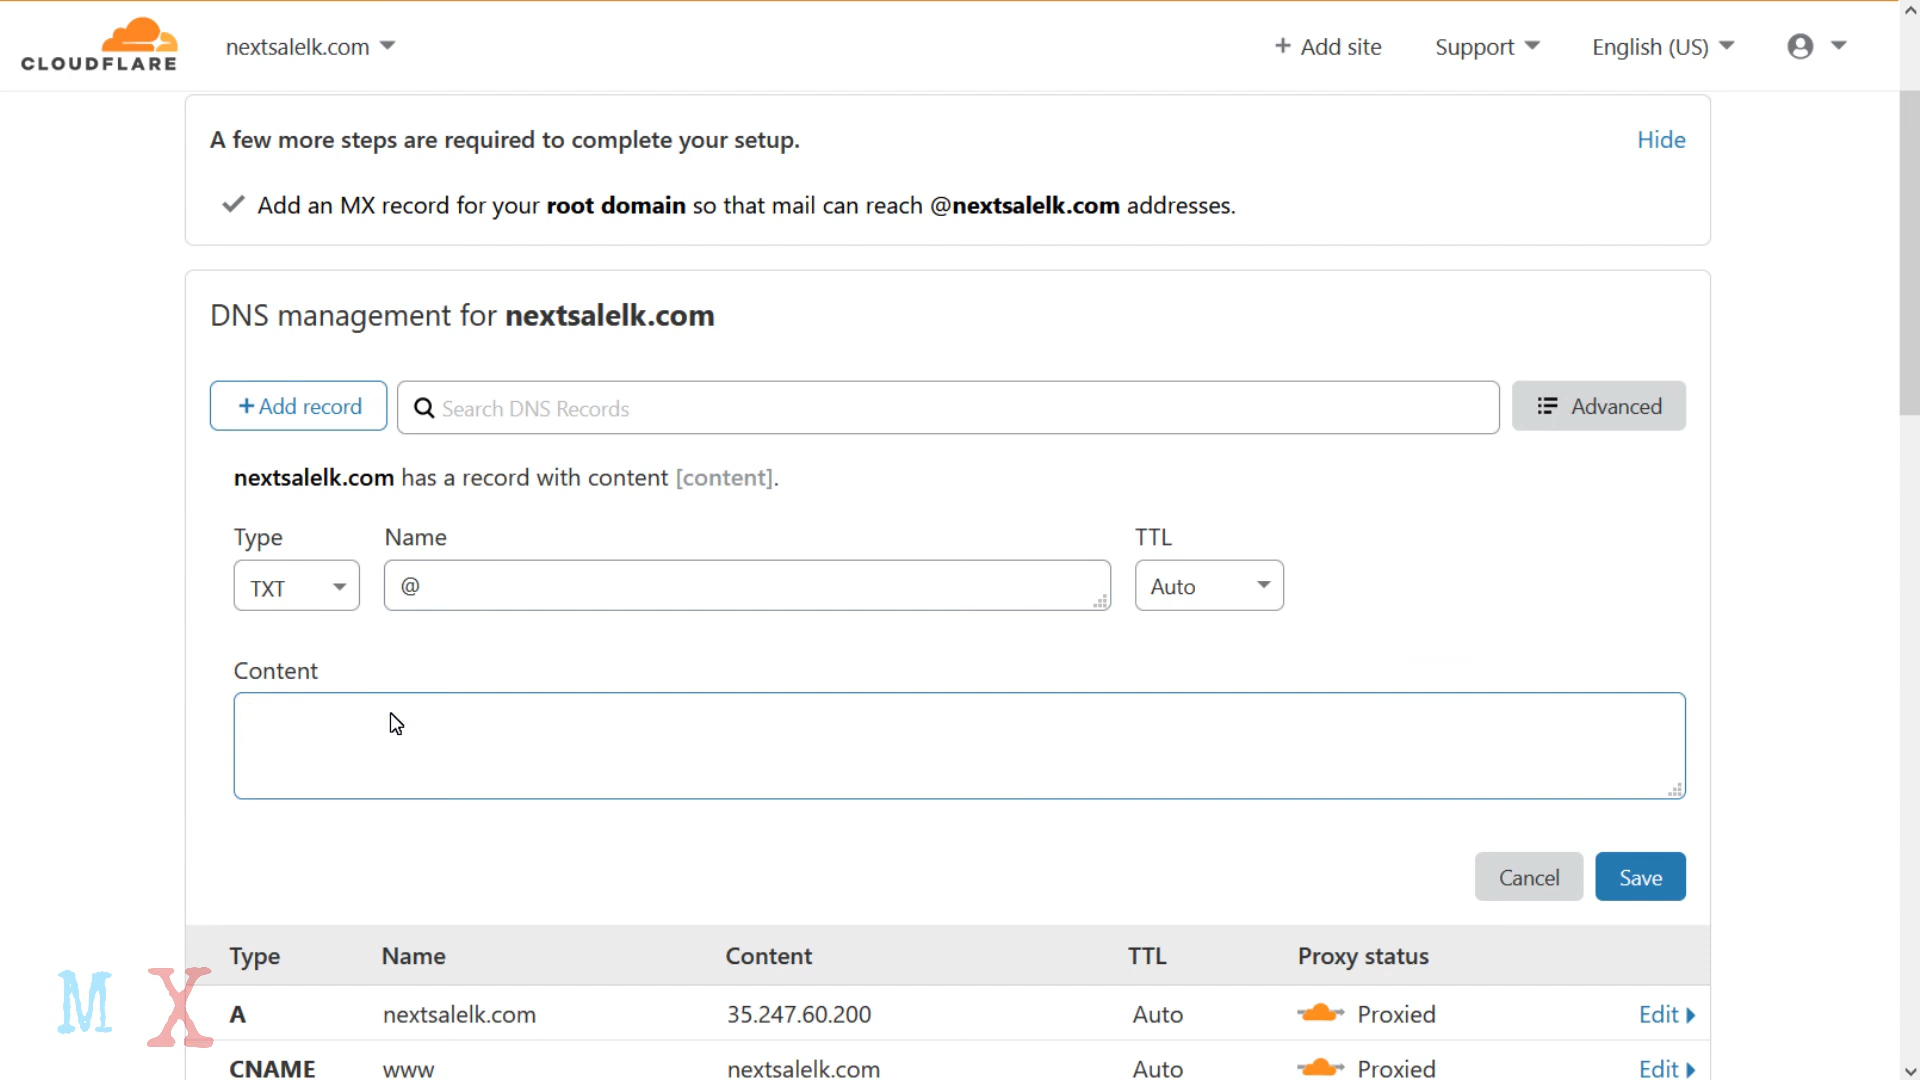 CLOUDFLARE
nextsalelk.com
+ Add site
Support
English (US)
A few more steps are required to complete your setup.
Hide
Add an MX record for your root domain so that mail can reach @nextsalelk.com addresses.
DNS management for nextsalelk.com
+Add record
Search DNS Records
Advanced
nextsalelk.com has a record with content [content].
Type Name TTL
TXT @ Auto
Content
Cancel Save
Type Name Content TTL Proxy status
A nextsalelk.com 35.247.60.200 Auto Proxied Edit
CNAME www nextsalelk.com Auto Proxied Edit
M X